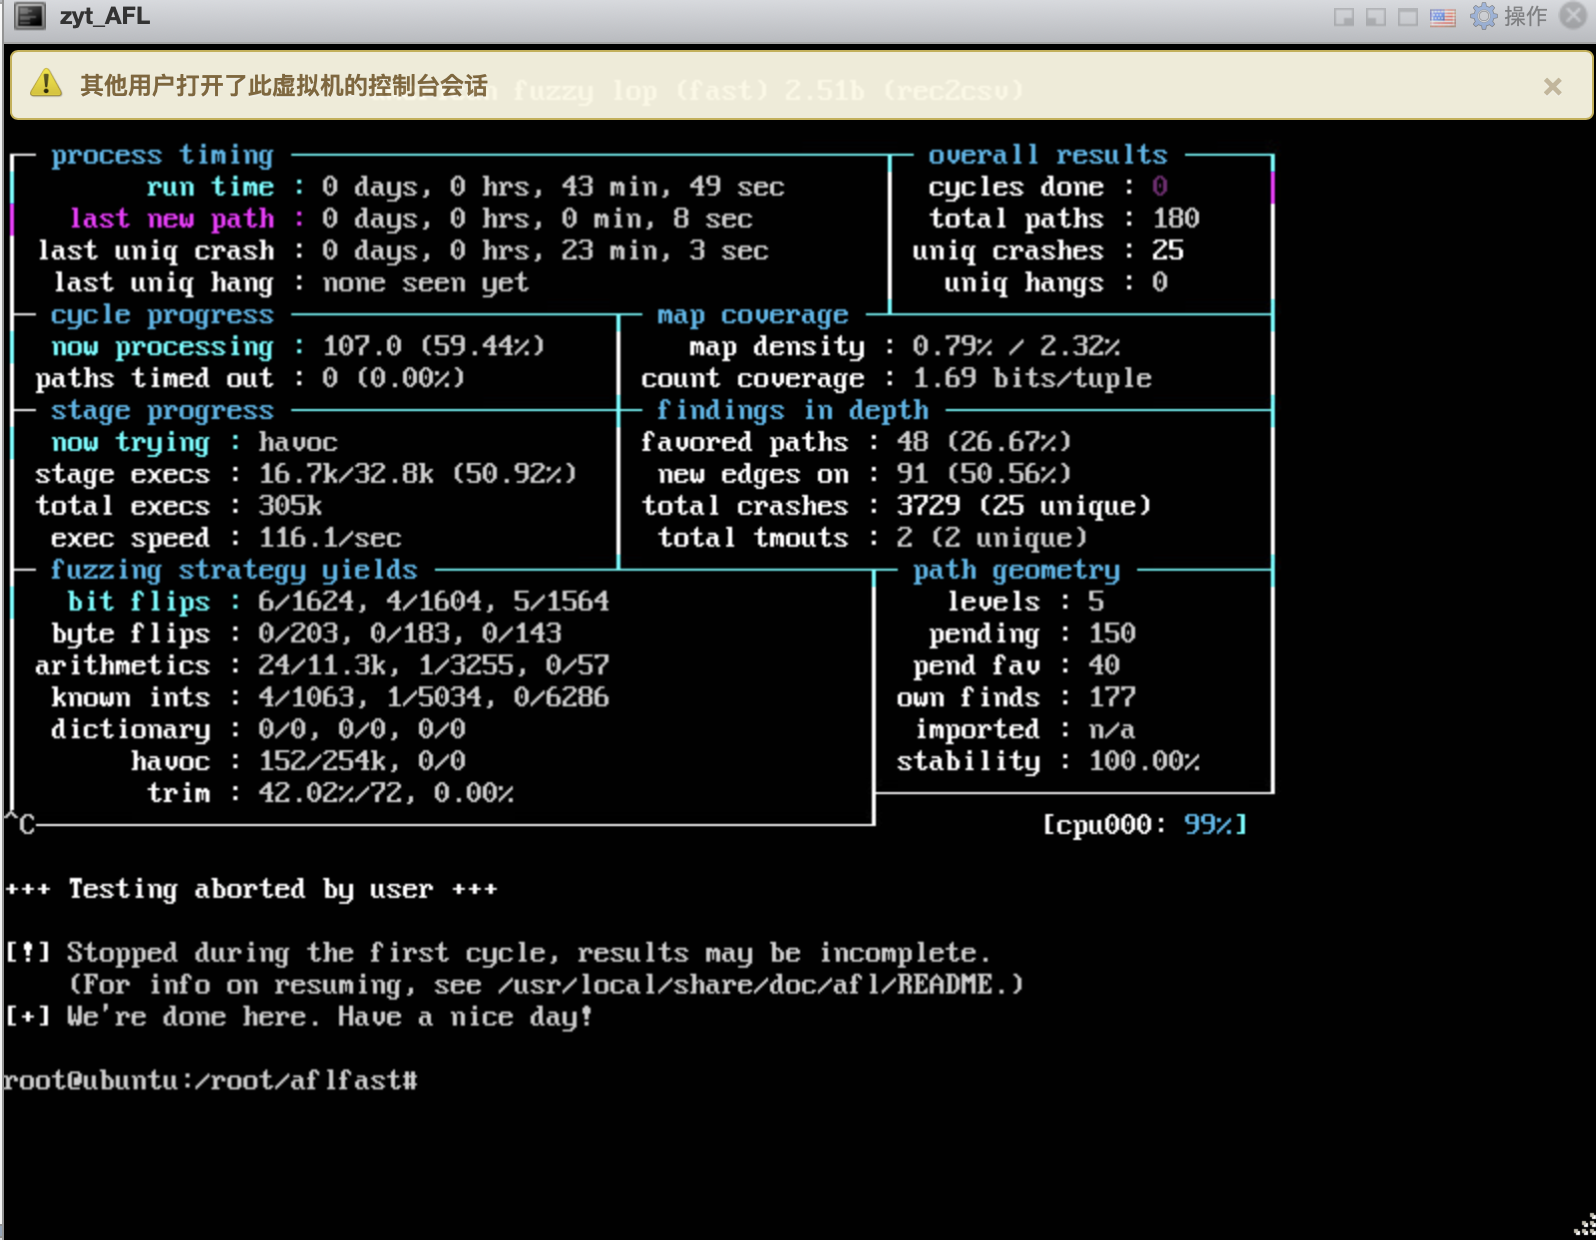 zyt_AFL
操作
其他用户打开了此虚拟机的控制台会话
fuzzy lop (fast) 2.51b (rec2csv)
process timing
overall results
run time : 0 days, 0 hrs, 43 min, 49 sec
cycles done : 0
last new path : 0 days, 0 hrs, 0 min, 8 sec
total paths : 180
last uniq crash : 0 days, 0 hrs, 23 min, 3 sec
uniq crashes : 25
last uniq hang : none seen yet
uniq hangs : 0
cycle progress
map coverage
now processing : 107.0 (59.44%)
map density : 0.79% / 2.32%
paths timed out : 0 (0.00%)
count coverage : 1.69 bits/tuple
stage progress
findings in depth
now trying : havoc
favored paths : 48 (26.67%)
stage execs : 16.7k/32.8k (50.92%)
new edges on : 91 (50.56%)
total execs : 305k
total crashes : 3729 (25 unique)
exec speed : 116.1/sec
total tmouts : 2 (2 unique)
fuzzing strategy yields
path geometry
bit flips : 6/1624, 4/1604, 5/1564
levels : 5
byte flips : 0/203, 0/183, 0/143
pending : 150
arithmetics : 24/11.3k, 1/3255, 0/57
pend fav : 40
known ints : 4/1063, 1/5034, 0/6286
own finds : 177
dictionary : 0/0, 0/0, 0/0
imported : n/a
havoc : 152/254k, 0/0
stability : 100.00%
trim : 42.02%/72, 0.00%
^C
[cpu000: 99%]
+++ Testing aborted by user +++
[!] Stopped during the first cycle, results may be incomplete.
(For info on resuming, see /usr/local/share/doc/afl/README.)
[+] We're done here. Have a nice day!
root@ubuntu:/root/aflfast#